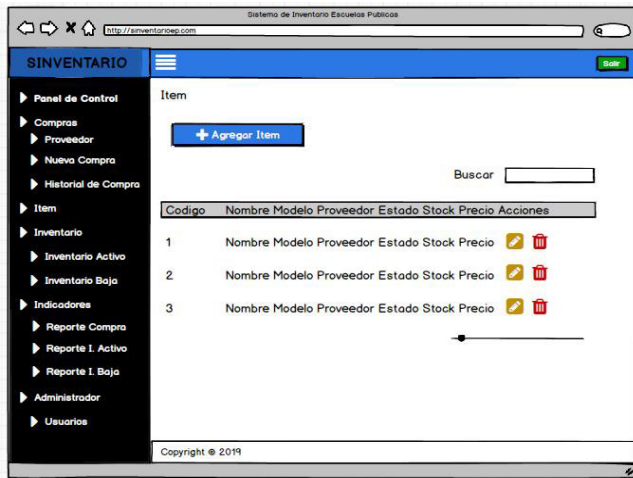 Sistema de Inventario Escuelas Publicas
http://sinventarioep.com
SINVENTARIO
Salir
Panel de Control
Compras
Proveedor
Nueva Compra
Historial de Compra
Item
Inventario
Inventario Activo
Inventario Baja
Indicadores
Reporte Compra
Reporte I. Activo
Reporte I. Baja
Administrador
Usuarios
Item
Agregar Item
Buscar
Codigo Nombre Modelo Proveedor Estado Stock Precio Acciones
1 Nombre Modelo Proveedor Estado Stock Precio
2 Nombre Modelo Proveedor Estado Stock Precio
3 Nombre Modelo Proveedor Estado Stock Precio
Copyright © 2019